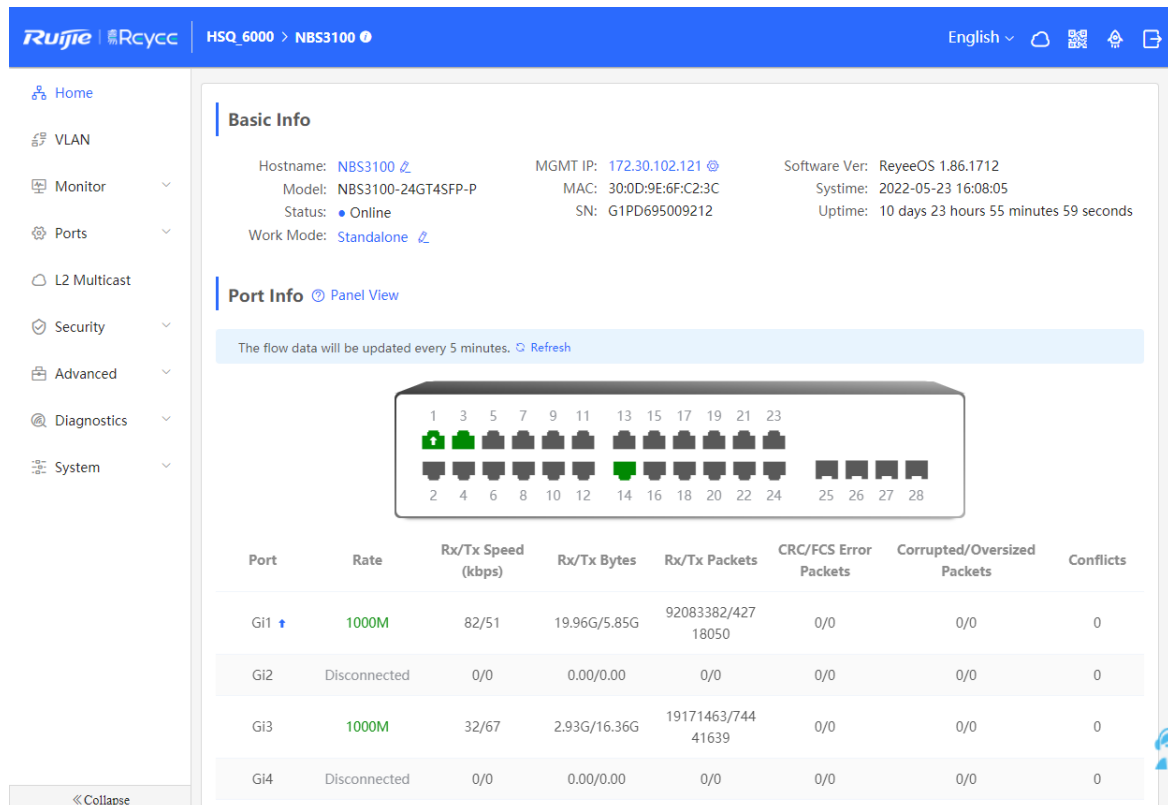 Ruijie | 睿易Reyee HSQ_6000 > NBS3100 English
Home
VLAN
Monitor
Ports
L2 Multicast
Security
Advanced
Diagnostics
System
« Collapse
Basic Info
Hostname: NBS3100 MGMT IP: 172.30.102.121 Software Ver: ReyeeOS 1.86.1712
Model: NBS3100-24GT4SFP-P MAC: 30:0D:9E:6F:C2:3C Systime: 2022-05-23 16:08:05
Status: Online SN: G1PD695009212 Uptime: 10 days 23 hours 55 minutes 59 seconds
Work Mode: Standalone
Port Info Panel View
The flow data will be updated every 5 minutes. Refresh
1 3 5 7 9 11 13 15 17 19 21 23
2 4 6 8 10 12 14 16 18 20 22 24 25 26 27 28
Port Rate Rx/Tx Speed (kbps) Rx/Tx Bytes Rx/Tx Packets CRC/FCS Error Packets Corrupted/Oversized Packets Conflicts
Gi1 1000M 82/51 19.96G/5.85G 92083382/42718050 0/0 0/0 0
Gi2 Disconnected 0/0 0.00/0.00 0/0 0/0 0/0 0
Gi3 1000M 32/67 2.93G/16.36G 19171463/74441639 0/0 0/0 0
Gi4 Disconnected 0/0 0.00/0.00 0/0 0/0 0/0 0